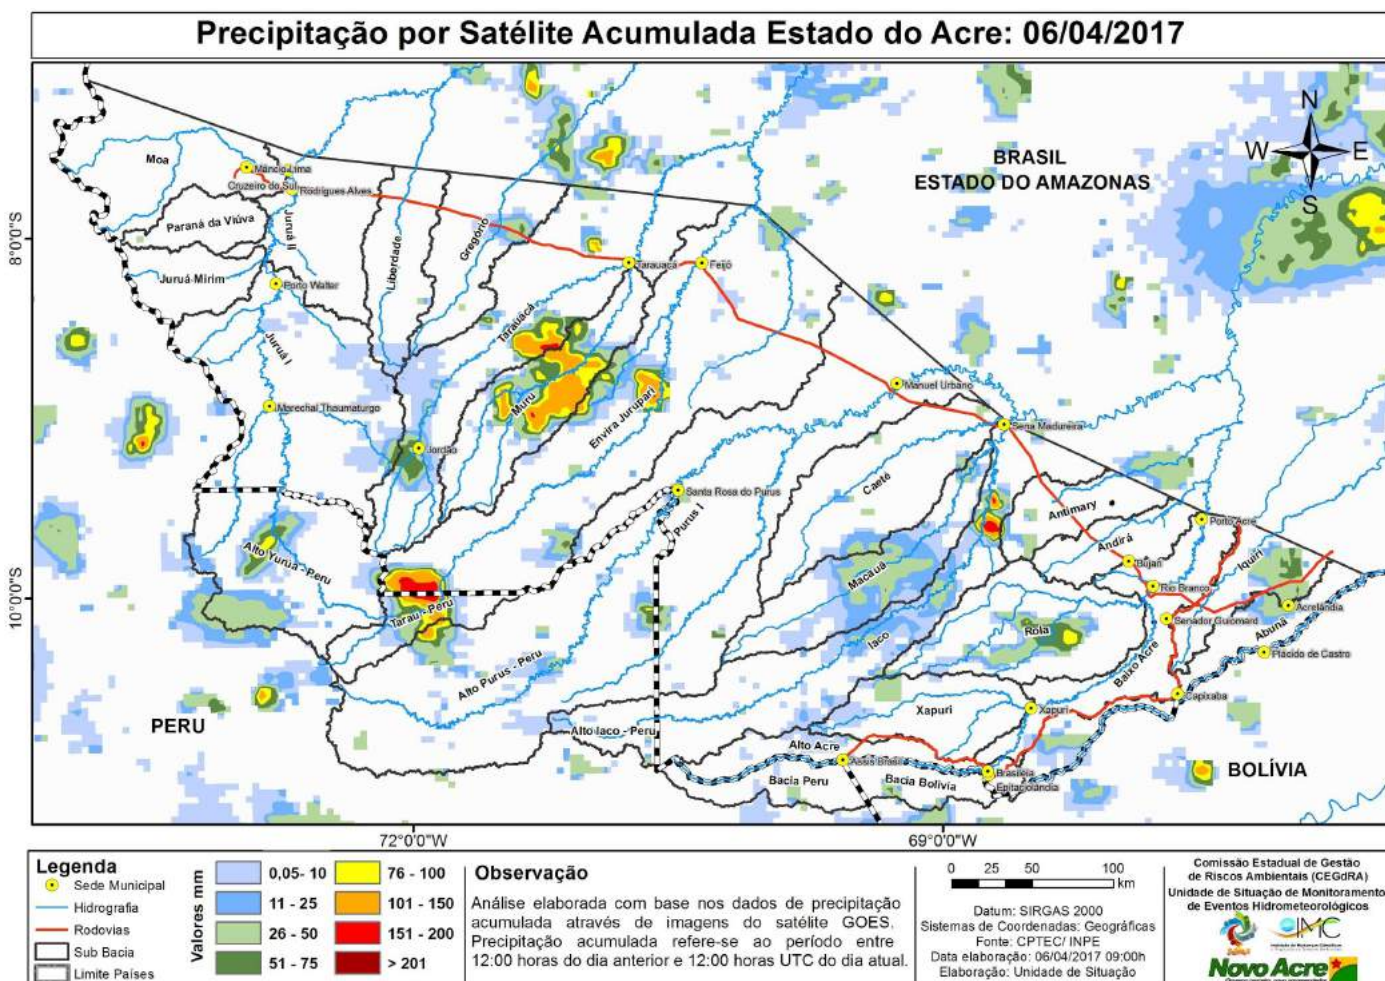 Precipitação por Satélite Acumulada Estado do Acre: 06/04/2017
N
W E
S
BRASIL
ESTADO DO AMAZONAS
Moa
Mâncio Lima
Cruzeiro do Sul
Rodrigues Alves
Paraná da Viúva
Juruá II
Liberdade
Gregório
8°0'0"S
Juruá-Mirim
Porto Walter
Tarauacá
Feijó
Tarauacá
Juruá I
Manuel Urbano
Marechal Thaumaturgo
Muru
Envira Jurupari
Sena Madureira
Jordão
Caeté
Santa Rosa do Purus
Purus I
Antimary
Porto Acre
Alto Yurua - Peru
Andirá
Bujari
Iquiri
Macauã
Rio Branco
10°0'0"S
Tarau - Peru
Acrelândia
Senador Guiomard
Abunã
Iaco
Rola
Plácido de Castro
Baixo Acre
Alto Purus - Peru
Capixaba
PERU
Xapuri
Xapuri
Alto Iaco - Peru
Alto Acre
Assis Brasil
Bacia Peru
Bacia Bolivia
Brasiléia
Epitaciolândia
BOLÍVIA
72°0'0"W
69°0'0"W
Legenda
Sede Municipal
Hidrografia
Rodovias
Sub Bacia
Limite Países
Valores mm
0,05- 10
11 - 25
26 - 50
51 - 75
76 - 100
101 - 150
151 - 200
> 201
Observação
Análise elaborada com base nos dados de precipitação
acumulada através de imagens do satélite GOES.
Precipitação acumulada refere-se ao período entre
12:00 horas do dia anterior e 12:00 horas UTC do dia atual.
0 25 50 100
km
Datum: SIRGAS 2000
Sistemas de Coordenadas: Geográficas
Fonte: CPTEC/ INPE
Data elaboração: 06/04/2017 09:00h
Elaboração: Unidade de Situação
Comissão Estadual de Gestão
de Riscos Ambientais (CEGdRA)
Unidade de Situação de Monitoramento
de Eventos Hidrometeorológicos
IMC
Novo Acre